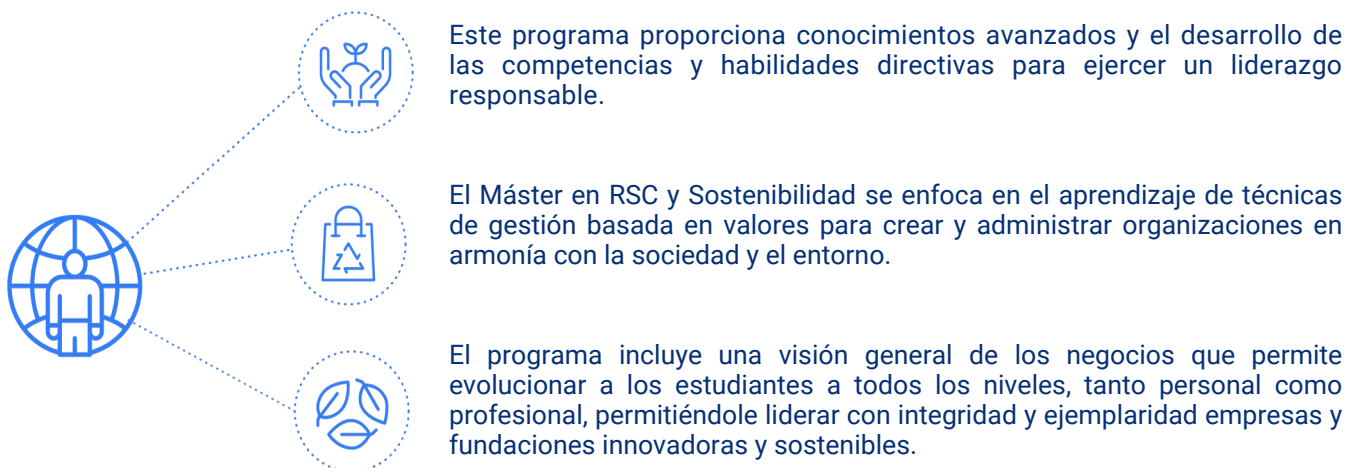 Este programa proporciona conocimientos avanzados y el desarrollo de
las competencias y habilidades directivas para ejercer un liderazgo
responsable.
El Máster en RSC y Sostenibilidad se enfoca en el aprendizaje de técnicas
de gestión basada en valores para crear y administrar organizaciones en
armonía con la sociedad y el entorno.
El programa incluye una visión general de los negocios que permite
evolucionar a los estudiantes a todos los niveles, tanto personal como
profesional, permitiéndole liderar con integridad y ejemplaridad empresas y
fundaciones innovadoras y sostenibles.